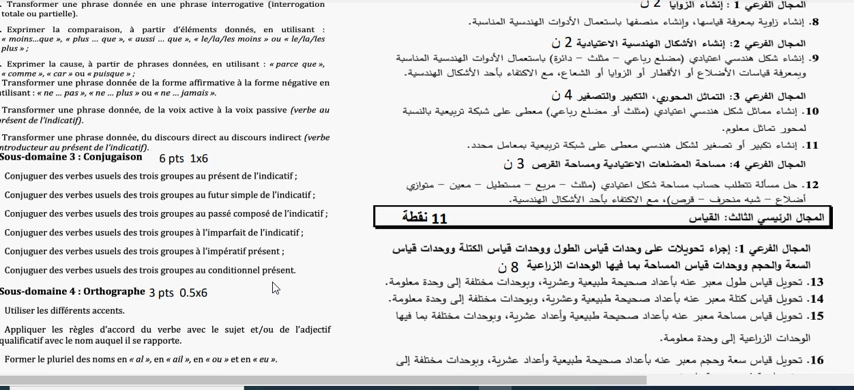 . Transformer une phrase donnée en une phrase interrogative (interrogation
totale ou partielle).
. Exprimer la comparaison, à partir d'éléments donnés, en utilisant :
« moins...que », « plus ... que », « aussi ... que », « le/la/les moins » ou « le/la/les
plus » ;
. Exprimer la cause, à partir de phrases données, en utilisant : « parce que »,
« comme », « car » ou « puisque » ;
Transformer une phrase donnée de la forme affirmative à la forme négative en
utilisant : « ne ... pas », « ne ... plus » ou « ne ... jamais ».
Transformer une phrase donnée, de la voix active à la voix passive (verbe au
présent de l'indicatif).
Transformer une phrase donnée, du discours direct au discours indirect (verbe
introducteur au présent de l'indicatif).
Sous-domaine 3 : Conjugaison 6 pts 1x6
Conjuguer des verbes usuels des trois groupes au présent de l'indicatif ;
Conjuguer des verbes usuels des trois groupes au futur simple de l'indicatif ;
Conjuguer des verbes usuels des trois groupes au passé composé de l'indicatif ;
Conjuguer des verbes usuels des trois groupes à l'imparfait de l'indicatif ;
Conjuguer des verbes usuels des trois groupes à l'impératif présent ;
Conjuguer des verbes usuels des trois groupes au conditionnel présent.
Sous-domaine 4 : Orthographe 3 pts 0.5x6
Utiliser les différents accents.
Appliquer les règles d'accord du verbe avec le sujet et/ou de l'adjectif
qualificatif avec le nom auquel il se rapporte.
Former le pluriel des noms en « al », en « ail », en « ou » et en « eu ».
المجال الفرعي 1: إنشاء الزوايا 2 ن
8. إنشاء زاوية بمعرفة قياسها، وإنشاء منصفها باستعمال الأدوات الهندسية المناسبة.
المجال الفرعي 2: إنشاء الأشكال الهندسية الاعتيادية 2 ن
9. إنشاء شكل هندسي اعتيادي (مضلع رباعي – مثلث – دائرة) باستعمال الأدوات الهندسية المناسبة
وبمعرفة قياسات الأضلاع أو الأقطار أو الزوايا أو الشعاع، مع الاكتفاء بأحد الأشكال الهندسية.
المجال الفرعي 3: التماثل المحوري، التكبير والتصغير 4 ن
10. إنشاء مماثل شكل هندسي اعتيادي (مثلث أو مضلع رباعي) معطى على شبكة تربيعية بالنسبة
لمحور تماثل معلوم.
11. إنشاء تكبير أو تصغير لشكل هندسي معطى على شبكة تربيعية بمعامل محدد.
المجال الفرعي 4: مساحة المضلعات الاعتيادية ومساحة القرص 3 ن
12. حل مسألة تتطلب حساب مساحة شكل اعتيادي (مثلث – مربع – مستطيل – معين – متوازي
أضلاع – شبه منحرف – قرص)، مع الاكتفاء بأحد الأشكال الهندسية.
المجال الرئيسي الثالث: القياس 11 نقطة
المجال الفرعي 1: إجراء تحويلات على وحدات قياس الطول ووحدات قياس الكتلة ووحدات قياس
السعة والحجم ووحدات قياس المساحة بما فيها الوحدات الزراعية 8 ن
13. تحويل قياس طول معبر عنه بأعداد صحيحة طبيعية وعشرية، وبوحدات مختلفة إلى وحدة معلومة.
14. تحويل قياس كتلة معبر عنه بأعداد صحيحة طبيعية وعشرية، وبوحدات مختلفة إلى وحدة معلومة.
15. تحويل قياس مساحة معبر عنه بأعداد صحيحة طبيعية وأعداد عشرية، وبوحدات مختلفة بما فيها
الوحدات الزراعية إلى وحدة معلومة.
16. تحويل قياس سعة وحجم معبر عنه بأعداد صحيحة طبيعية وأعداد عشرية، وبوحدات مختلفة إلى